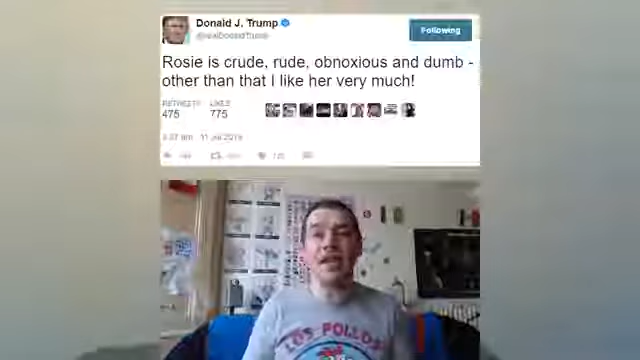 Donald J. Trump
@realDonaldTrump
Following
Rosie is crude, rude, obnoxious and dumb -
other than that I like her very much!
RETWEETS LIKES
475 775
LOS POLLOS